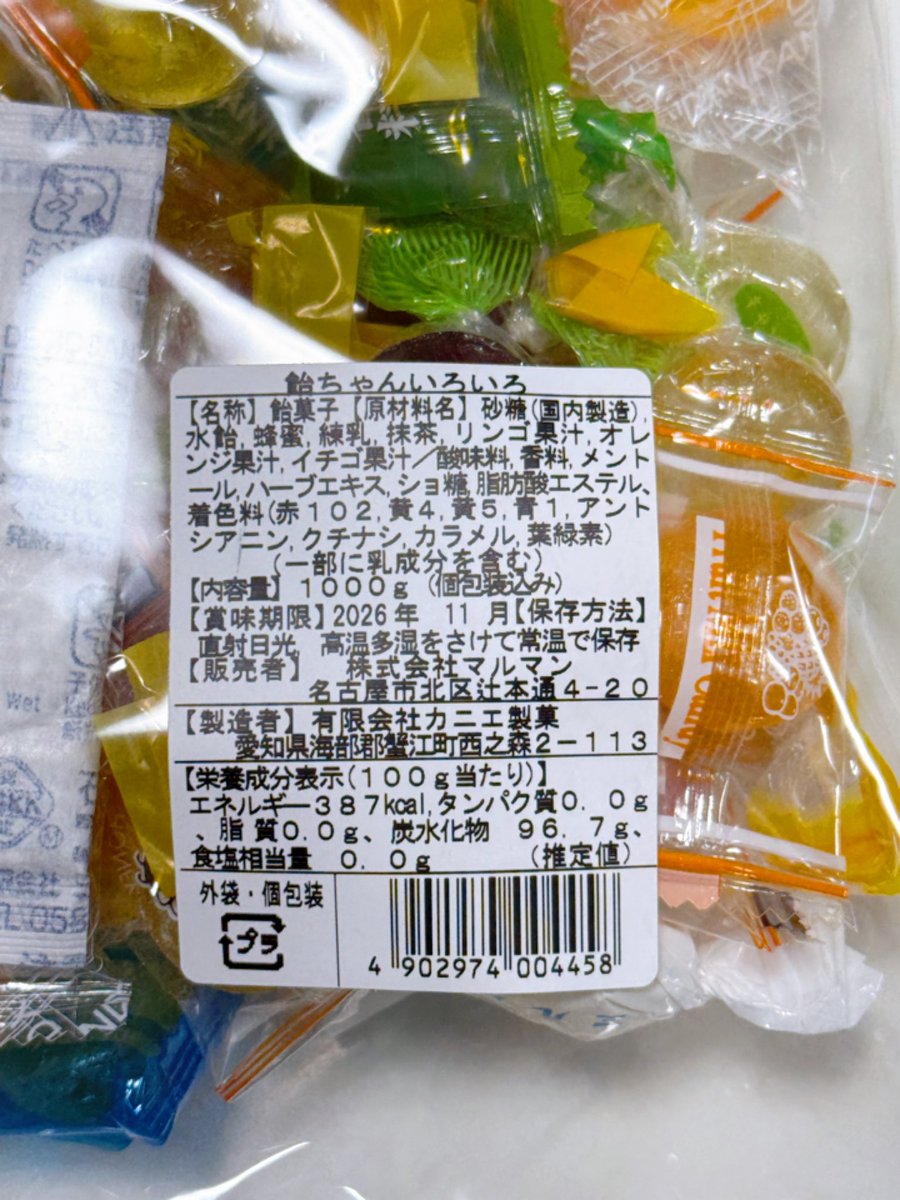 飴ちゃんいろいろ
【名称】飴菓子【原材料名】砂糖(国内製造),
水飴,蜂蜜,練乳,抹茶,リンゴ果汁,オレ
ンジ果汁,イチゴ果汁/酸味料,香料,メント
ール,ハーブエキス,ショ糖,脂肪酸エステル、
着色料(赤102,黄4,黄5,青1,アント
シアニン,クチナシ,カラメル,葉緑素)
(一部に乳成分を含む)
【内容量】1000g(個包装込み)
【賞味期限】2026年 11月【保存方法】
直射日光,高温多湿をさけて常温で保存
【販売者】 株式会社マルマン
名古屋市北区辻本通4-20
【製造者】有限会社カニエ製菓
愛知県海部郡蟹江町西之森2-113
【栄養成分表示(100g当たり)】
エネルギー387kcal,タンパク質0.0g
、脂質0.0g、炭水化物 96.7g、
食塩相当量 0.0g (推定値)
外袋・個包装
プラ
4 902974 004458